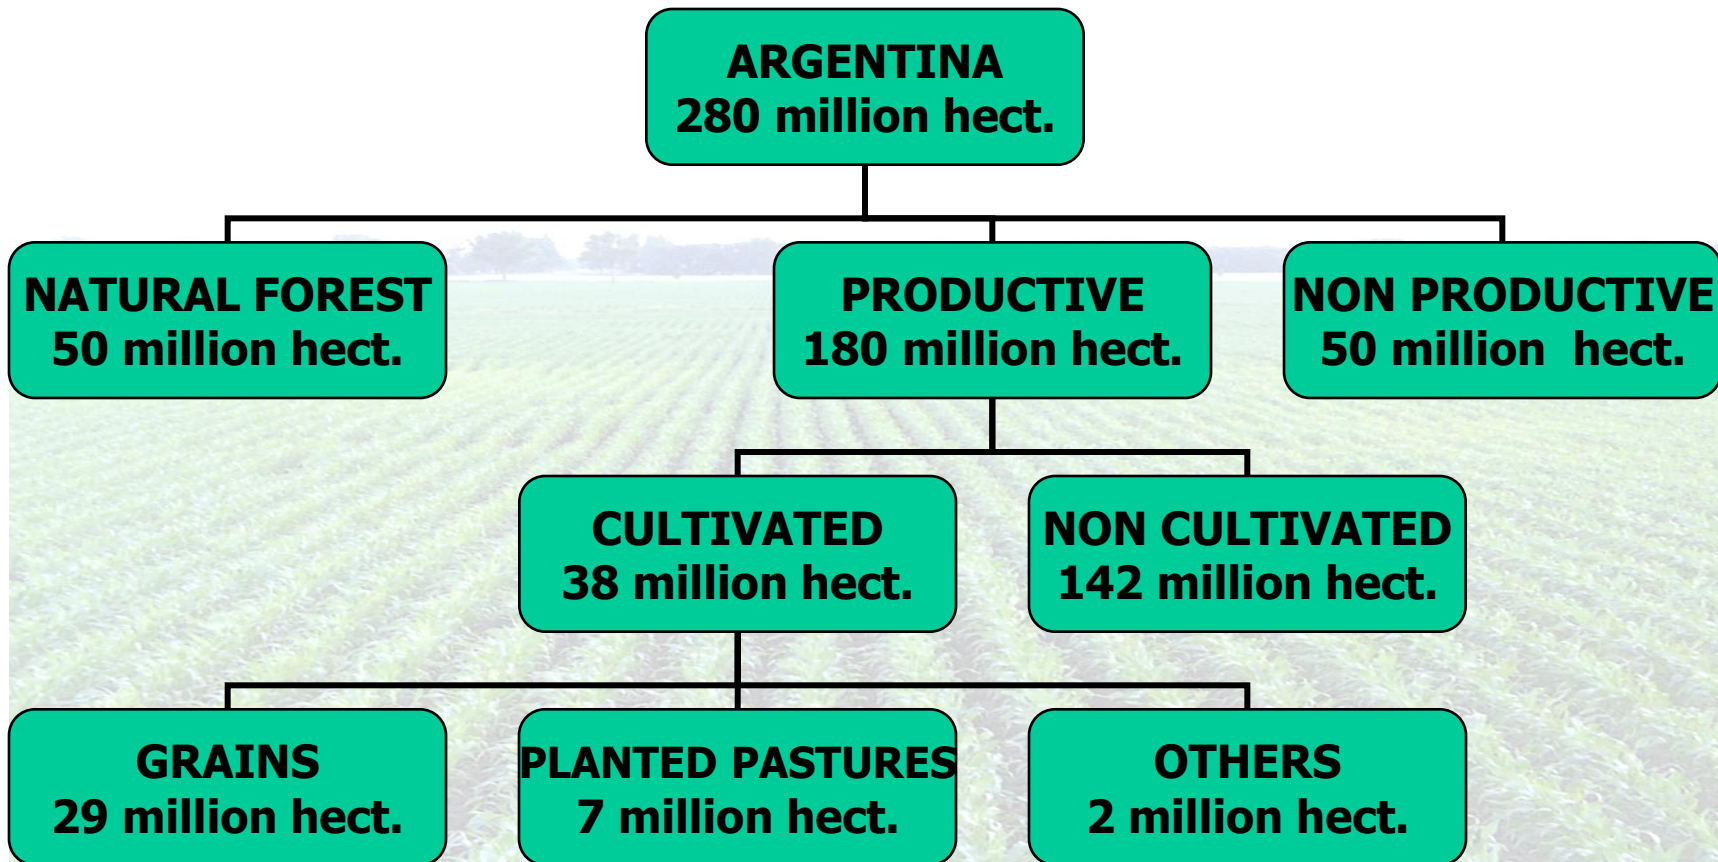 ARGENTINA
280 million hect.
NATURAL FOREST
50 million hect.
PRODUCTIVE
180 million hect.
NON PRODUCTIVE
50 million  hect.
CULTIVATED
38 million hect.
NON CULTIVATED
142 million hect.
GRAINS
29 million hect.
PLANTED PASTURES
7 million hect.
OTHERS
2 million hect.